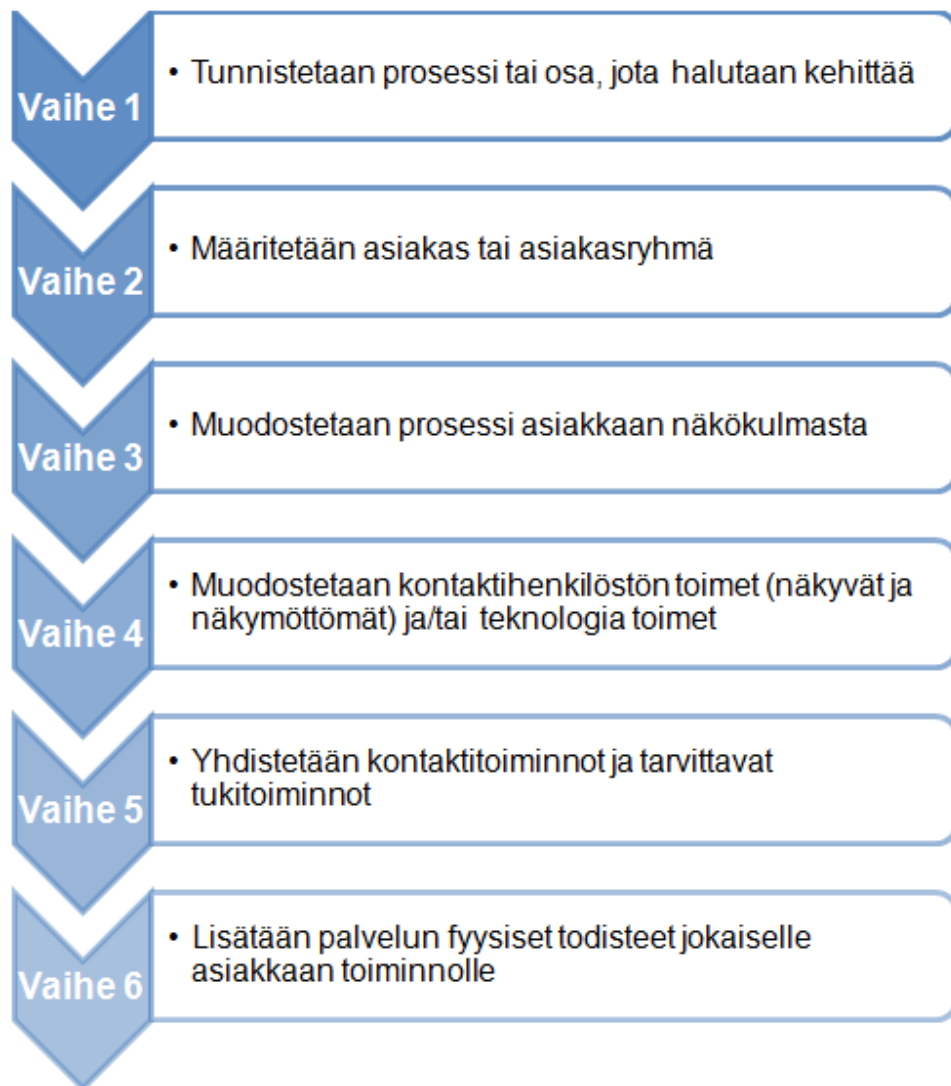 Vaihe 1
• Tunnistetaan prosessi tai osa, jota halutaan kehittää
Vaihe 2
• Määritetään asiakas tai asiakasryhmä
Vaihe 3
• Muodostetaan prosessi asiakkaan näkökulmasta
Vaihe 4
• Muodostetaan kontaktihenkilöstön toimet (näkyvät ja
näkymöttömät) ja/tai teknologia toimet
Vaihe 5
• Yhdistetään kontaktitoiminnot ja tarvittavat
tukitoiminnot
Vaihe 6
• Lisätään palvelun fyysiset todisteet jokaiselle
asiakkaan toiminnolle